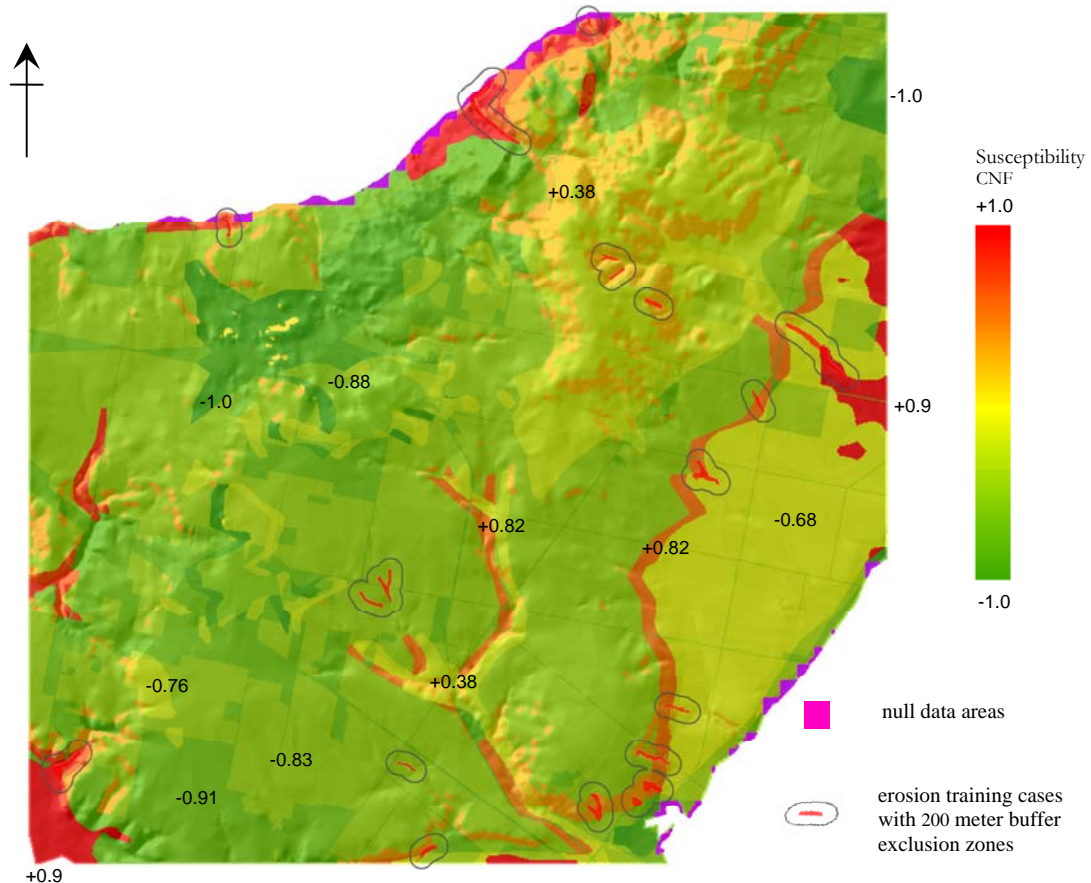 -1.0
Susceptibility
CNF
+1.0
+0.38
-0.88
-1.0
+0.9
-0.68
+0.82
+0.82
-1.0
+0.38
-0.76
null data areas
-0.83
-0.91
erosion training cases
with 200 meter buffer
exclusion zones
+0.9